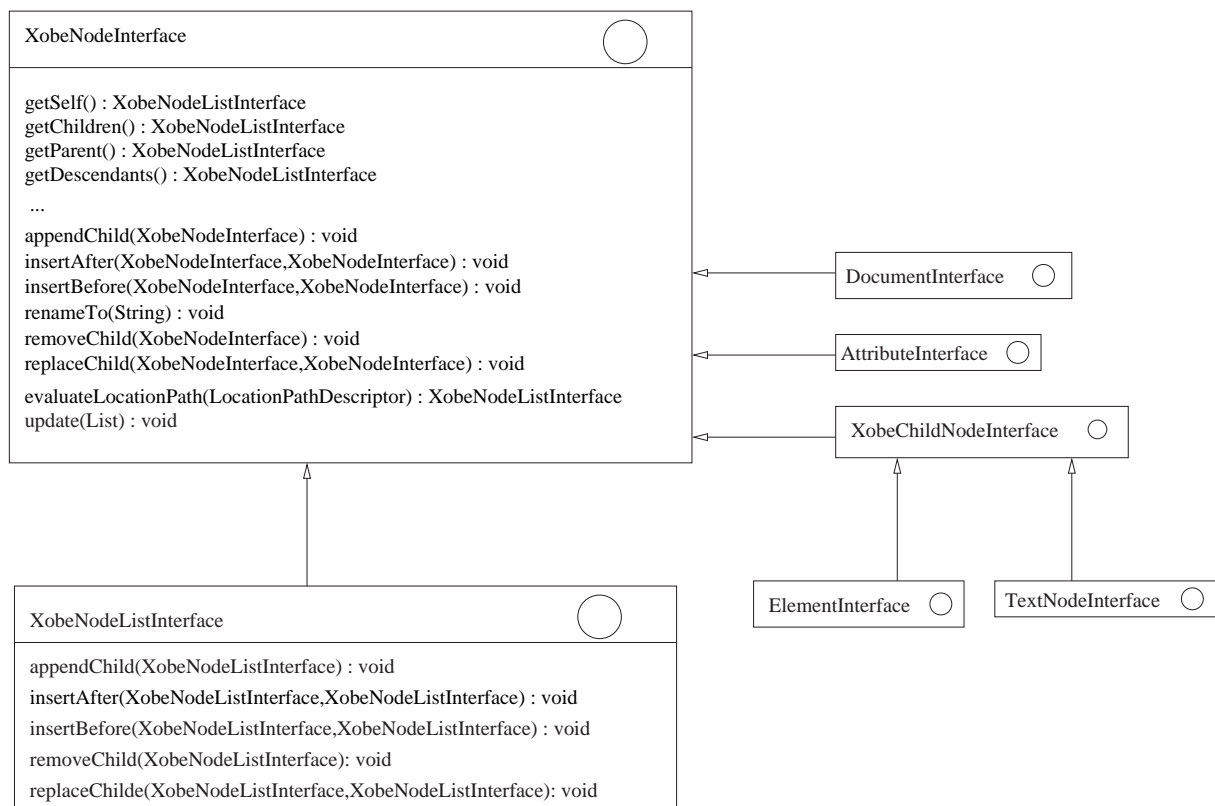 XobeNodeInterface
getSelf() : XobeNodeListInterface
getChildren() : XobeNodeListInterface
getParent() : XobeNodeListInterface
getDescendants() : XobeNodeListInterface
...
appendChild(XobeNodeInterface) : void
insertAfter(XobeNodeInterface,XobeNodeInterface) : void
insertBefore(XobeNodeInterface,XobeNodeInterface) : void
renameTo(String) : void
removeChild(XobeNodeInterface) : void
replaceChild(XobeNodeInterface,XobeNodeInterface) : void
evaluateLocationPath(LocationPathDescriptor) : XobeNodeListInterface
update(List) : void
DocumentInterface
AttributeInterface
XobeChildNodeInterface
ElementInterface
TextNodeInterface
XobeNodeListInterface
appendChild(XobeNodeListInterface) : void
insertAfter(XobeNodeListInterface,XobeNodeListInterface) : void
insertBefore(XobeNodeListInterface,XobeNodeListInterface) : void
removeChild(XobeNodeListInterface): void
replaceChilde(XobeNodeListInterface,XobeNodeListInterface): void